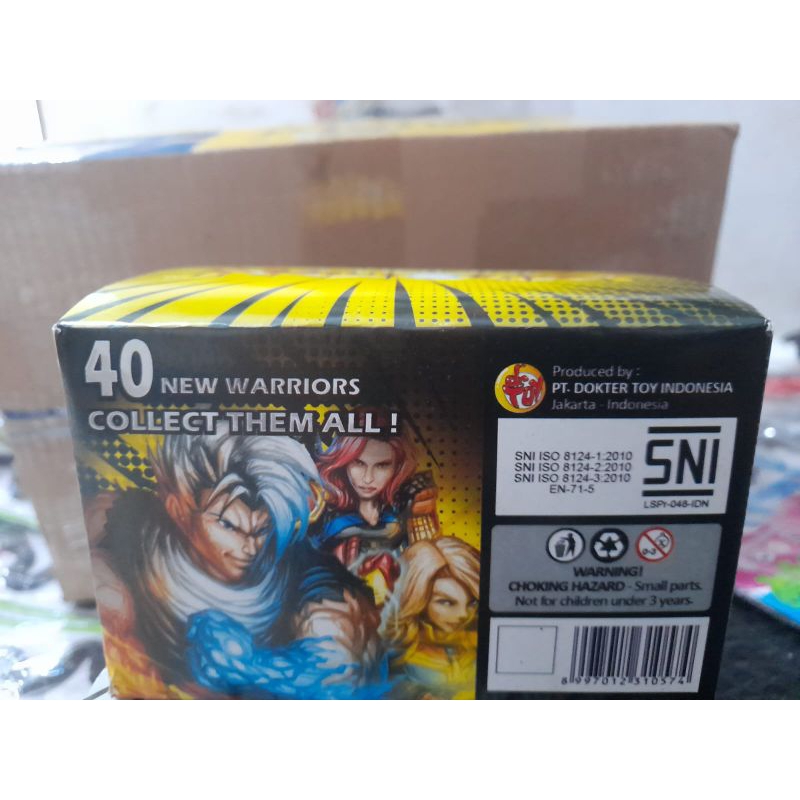 40 NEW WARRIORS
COLLECT THEM ALL !
Produced by :
PT. DOKTER TOY INDONESIA
Jakarta - Indonesia
SNI ISO 8124-1:2010
SNI ISO 8124-2:2010
SNI ISO 8124-3:2010
EN-71-5
SNI
LSPr-048-IDN
0-3
WARNING!
CHOKING HAZARD - Small parts.
Not for children under 3 years.
8 997012 310574